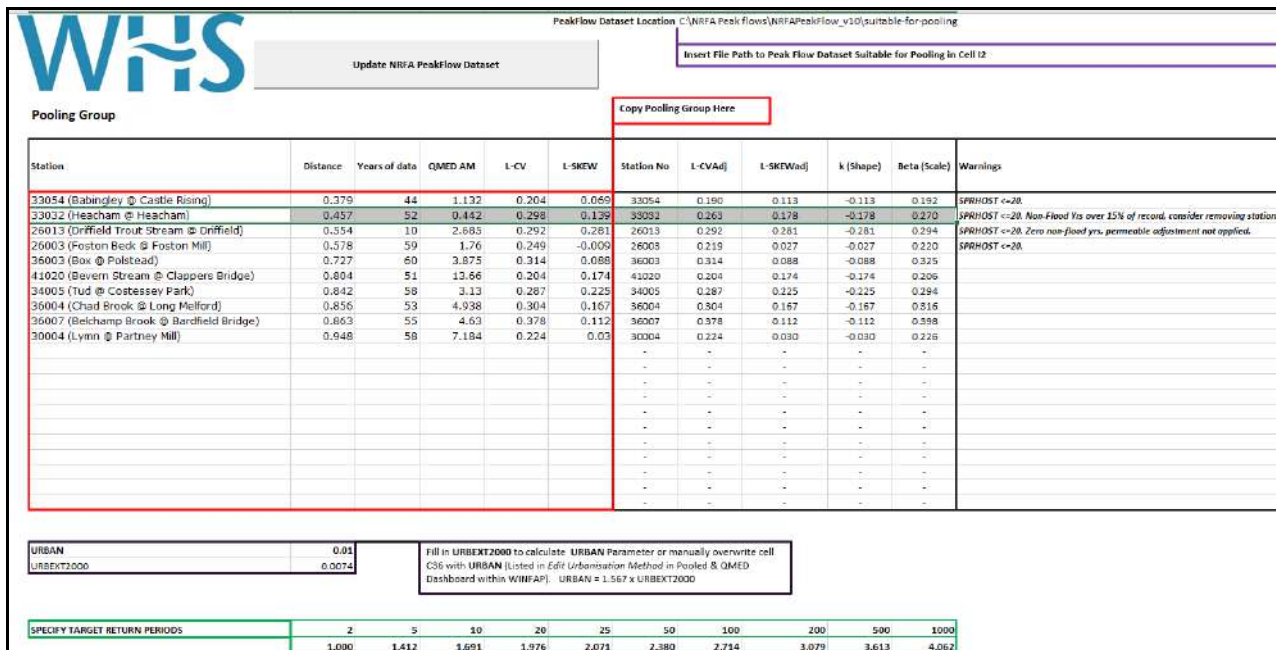 PeakFlow Dataset Location C:\NRFA Peak flows\NRFAPeakFlow_v10\suitable-for-pooling
WHS
Update NRFA PeakFlow Dataset
Insert File Path to Peak Flow Dataset Suitable for Pooling in Cell I2
Pooling Group
Copy Pooling Group Here
Station Distance Years of data QMED AM L-CV L-SKEW Station No L-CVAdj L-SKEWadj k (Shape) Beta (Scale) Warnings
33054 (Babingley @ Castle Rising) 0.379 44 1.132 0.204 0.069 33054 0.190 0.113 -0.113 0.192 SPRHOST <=20.
33032 (Heacham @ Heacham) 0.457 52 0.442 0.298 0.139 33032 0.263 0.178 -0.178 0.270 SPRHOST <=20. Non-Flood Yrs over 15% of record, consider removing station
26013 (Driffield Trout Stream @ Driffield) 0.554 10 2.685 0.292 0.281 26013 0.292 0.281 -0.281 0.294 SPRHOST <=20. Zero non-flood yrs, permeable adjustment not applied.
26003 (Foston Beck @ Foston Mill) 0.578 59 1.76 0.249 -0.009 26003 0.219 0.027 -0.027 0.220 SPRHOST <=20.
36003 (Box @ Polstead) 0.727 60 3.875 0.314 0.088 36003 0.314 0.088 -0.088 0.325
41020 (Bevern Stream @ Clappers Bridge) 0.804 51 13.66 0.204 0.174 41020 0.204 0.174 -0.174 0.206
34005 (Tud @ Costessey Park) 0.842 58 3.13 0.287 0.225 34005 0.287 0.225 -0.225 0.294
36004 (Chad Brook @ Long Melford) 0.856 53 4.938 0.304 0.167 36004 0.304 0.167 -0.167 0.316
36007 (Belchamp Brook @ Bardfield Bridge) 0.863 55 4.63 0.378 0.112 36007 0.378 0.112 -0.112 0.398
30004 (Lymn @ Partney Mill) 0.948 58 7.184 0.224 0.03 30004 0.224 0.030 -0.030 0.226
- - - - -
- - - - -
- - - - -
- - - - -
- - - - -
- - - - -
- - - - -
- - - - -
- - - - -
- - - - -
- - - - -
URBAN 0.01
URBEXT2000 0.0074
Fill in URBEXT2000 to calculate URBAN Parameter or manually overwrite cell
C36 with URBAN (Listed in Edit Urbanisation Method in Pooled & QMED
Dashboard within WINFAP). URBAN = 1.567 x URBEXT2000
SPECIFY TARGET RETURN PERIODS 2 5 10 20 25 50 100 200 500 1000
1.000 1.412 1.691 1.976 2.071 2.380 2.714 3.079 3.613 4.062